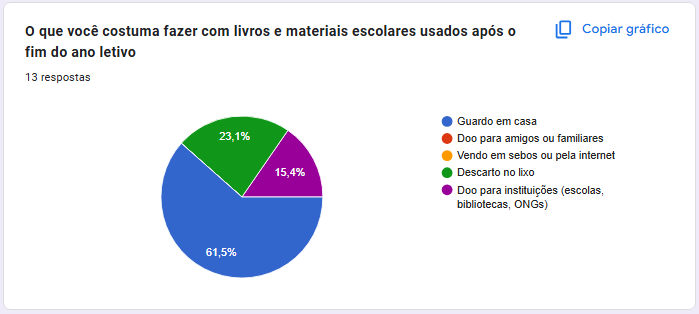 O que você costuma fazer com livros e materiais escolares usados após o
fim do ano letivo
Copiar gráfico
13 respostas
23,1%
15,4%
61,5%
Guardo em casa
Doo para amigos ou familiares
Vendo em sebos ou pela internet
Descarto no lixo
Doo para instituições (escolas,
bibliotecas, ONGs)